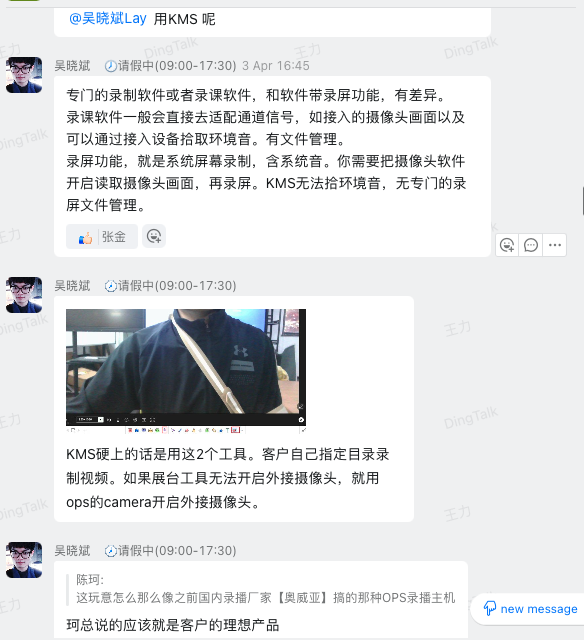 @吴晓斌Lay 用KMS 呢
吴晓斌 请假中(09:00-17:30) 3 Apr 16:45
专门的录制软件或者录课软件，和软件带录屏功能，有差异。
录课软件一般会直接去适配通道信号，如接入的摄像头画面以及
可以通过接入设备拾取环境音。有文件管理。
录屏功能，就是系统屏幕录制，含系统音。你需要把摄像头软件
开启读取摄像头画面，再录屏。KMS无法拾环境音，无专门的录
屏文件管理。
张金
吴晓斌 请假中(09:00-17:30)
KMS硬上的话是用这2个工具。客户自己指定目录录
制视频。如果展台工具无法开启外接摄像头，就用
ops的camera开启外接摄像头。
吴晓斌 请假中(09:00-17:30)
陈珂:
这玩意怎么那么像之前国内录播厂家【奥威亚】搞的那种OPS录播主机
new message
珂总说的应该就是客户的理想产品
王力
DingTalk
王力
DingTalk
王力
DingTalk
王力
DingTalk
王力
DingTalk
王力
DingTalk
王力